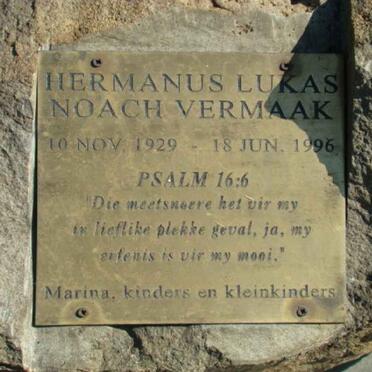 HERMANUS LUKAS
NOACH VERMAAK
10 NOV. 1929 - 18 JUN. 1996
PSALM 16:6
"Die meetsnoere het vir my
in lieflike plekke geval, ja, my
erfenis is vir my mooi."
Marina, kinders en kleinkinders